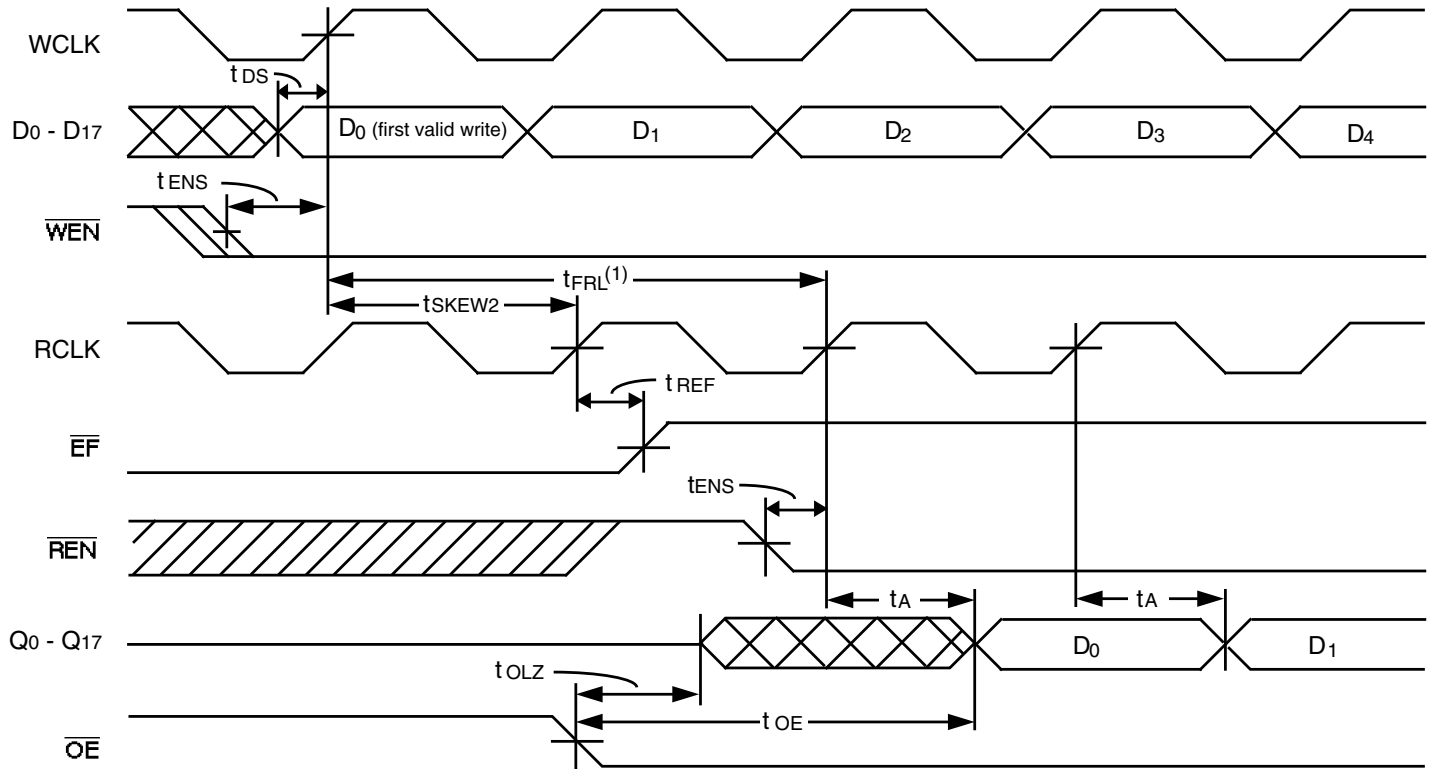 WCLK
tDS
D0 - D17
D0 (first valid write)
D1
D2
D3
D4
tENS
WEN
tFRL(1)
tSKEW2
RCLK
tREF
EF
tENS
REN
tA
tA
Q0 - Q17
D0
D1
tOLZ
tOE
OE